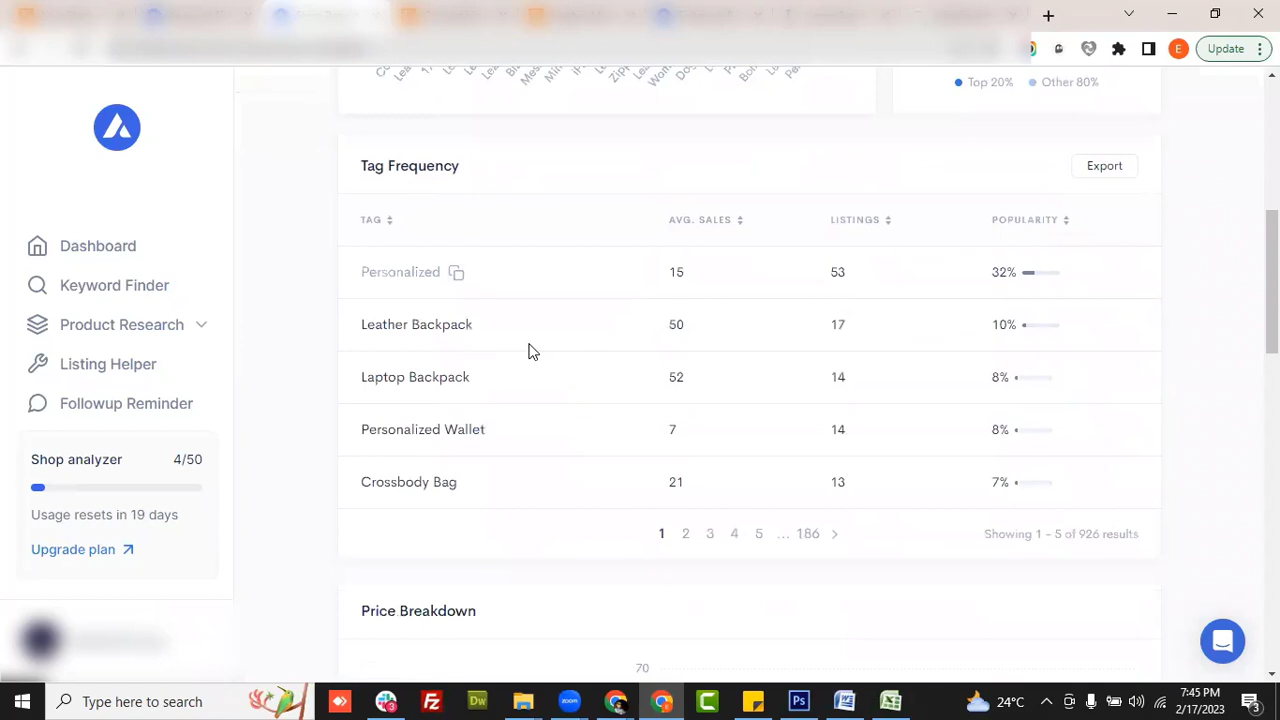 Update
Top 20% Other 80%
Tag Frequency
Export
TAG AVG. SALES LISTINGS POPULARITY
Personalized 15 53 32%
Leather Backpack 50 17 10%
Laptop Backpack 52 14 8%
Personalized Wallet 7 14 8%
Crossbody Bag 21 13 7%
1 2 3 4 5 ... 186 > Showing 1 - 5 of 926 results
Price Breakdown
70
Dashboard
Keyword Finder
Product Research
Listing Helper
Followup Reminder
Shop analyzer 4/50
Usage resets in 19 days
Upgrade plan
Type here to search
24°C
7:45 PM
2/17/2023